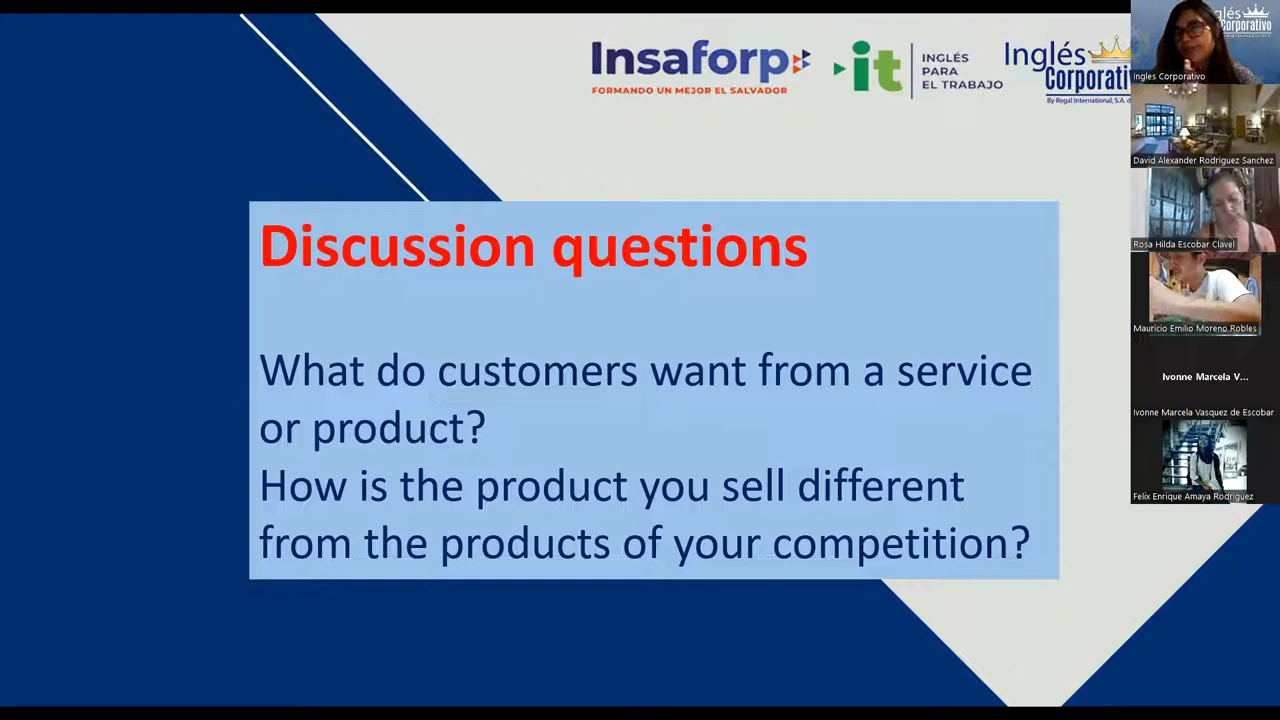 Insaforp
FORMANDO UN MEJOR EL SALVADOR
it
INGLÉS
PARA
EL TRABAJO
Inglés
Corporativ
By Regal International, S.A. d
Discussion questions
What do customers want from a service
or product?
How is the product you sell different
from the products of your competition?
glés
Corporativo
Ingles Corporativo
David Alexander Rodriguez Sanchez
Rosa Hilda Escobar Clavel
Mauricio Emilio Moreno Robles
Ivonne Marcela V...
Ivonne Marcela Vasquez de Escobar
Felix Enrique Amaya Rodriguez